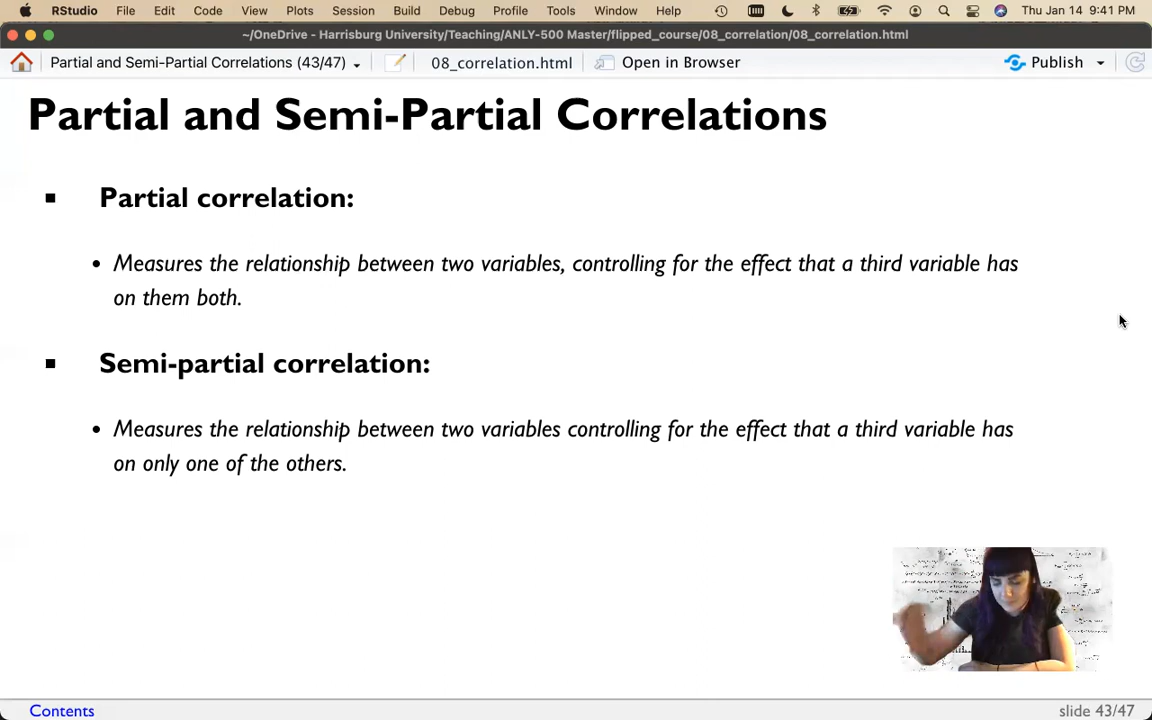 RStudio File Edit Code View Plots Session Build Debug Profile Tools Window Help Thu Jan 14 9:41 PM
~/OneDrive - Harrisburg University/Teaching/ANLY-500 Master/flipped_course/08_correlation/08_correlation.html
Partial and Semi-Partial Correlations (43/47) 08_correlation.html Open in Browser Publish
Partial and Semi-Partial Correlations
Partial correlation:
Measures the relationship between two variables, controlling for the effect that a third variable has
on them both.
Semi-partial correlation:
Measures the relationship between two variables controlling for the effect that a third variable has
on only one of the others.
Contents slide 43/47